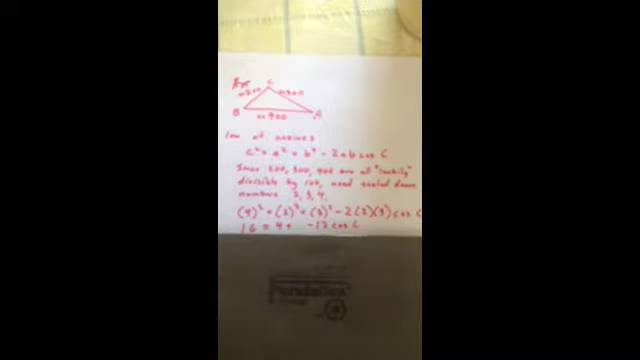 C
B
A
law of cosines
c² = a² + b² - 2ab cos C
Since 200, 300, 400 are all "luckily"
divisible by 100, used scaled down
numbers 2, 3, 4.
(4)² = (2)² + (3)² - 2(2)(3) cos C
16 = 4 + -12 cos C
Pendaflex